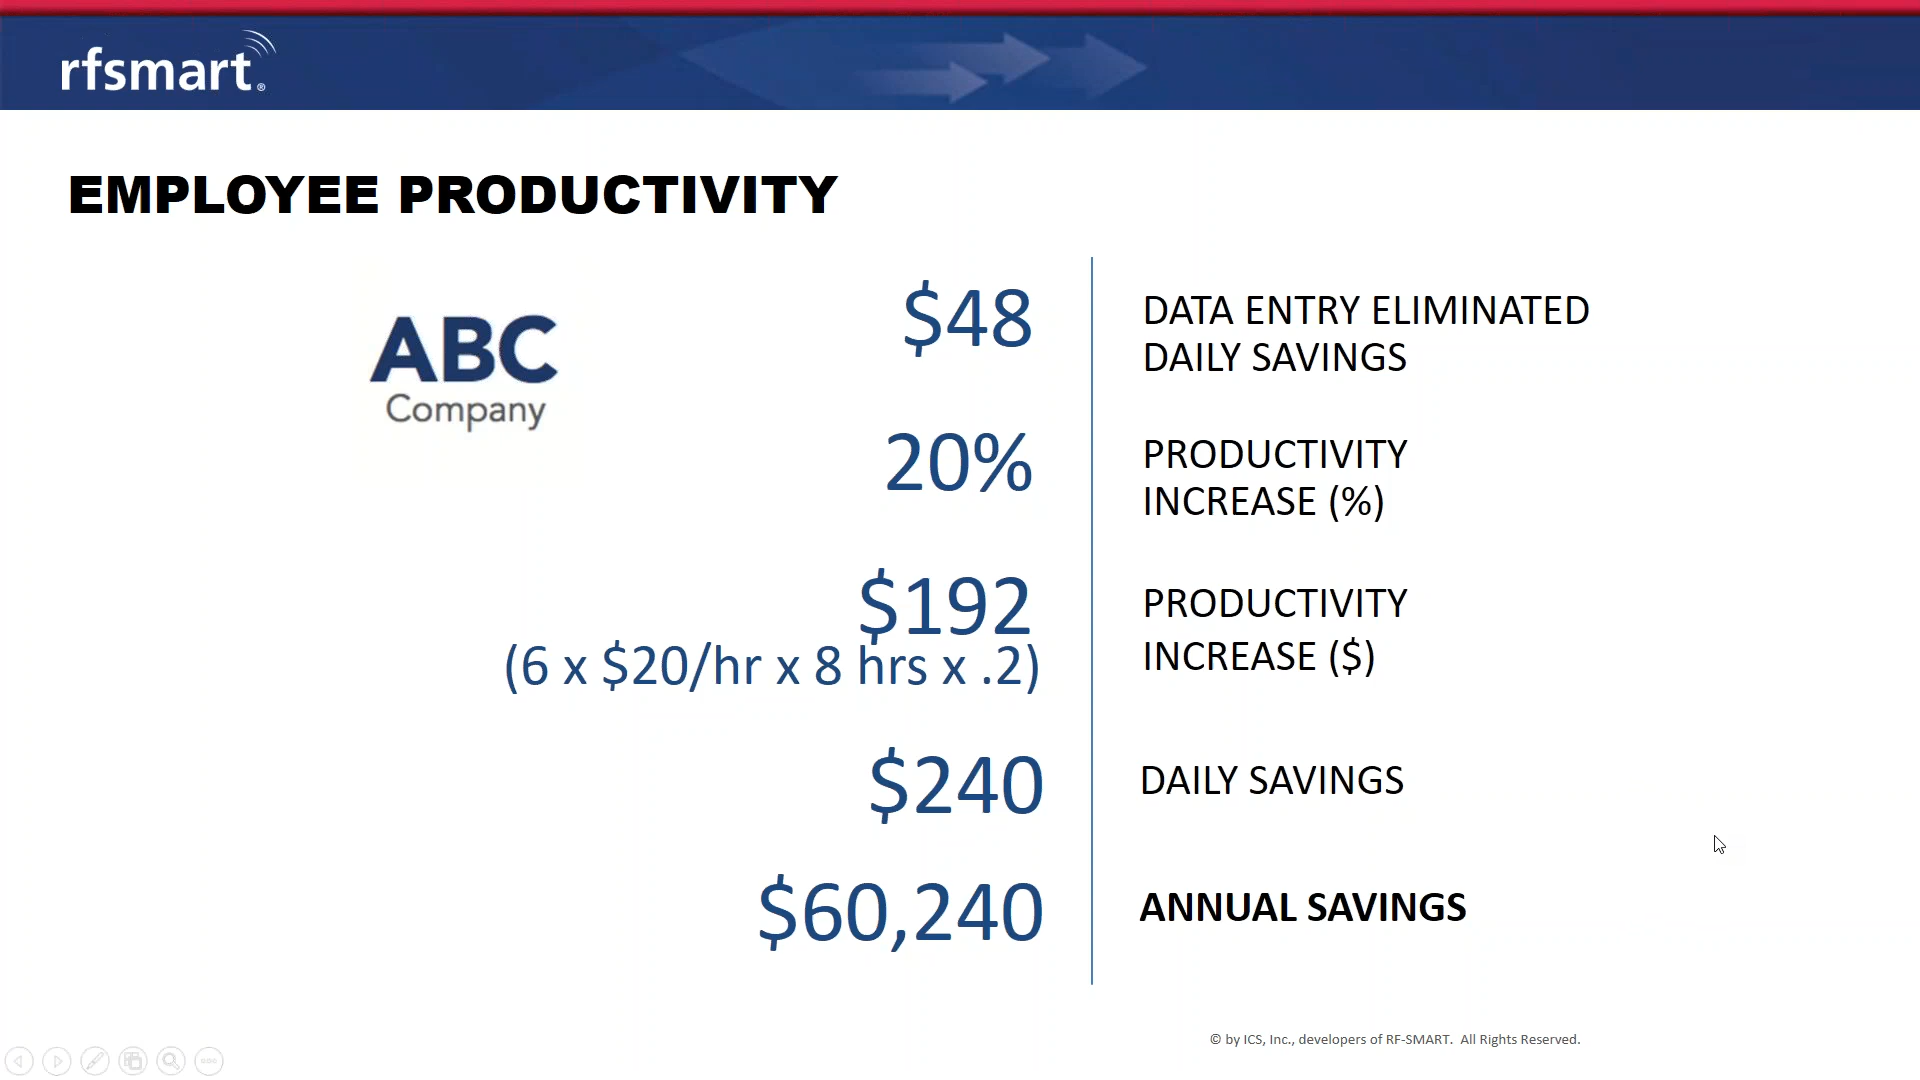 rfsmart®
EMPLOYEE PRODUCTIVITY
ABC
Company
$48
DATA ENTRY ELIMINATED
DAILY SAVINGS
20%
PRODUCTIVITY
INCREASE (%)
$192
(6 x $20/hr x 8 hrs x .2)
PRODUCTIVITY
INCREASE ($)
$240
DAILY SAVINGS
$60,240
ANNUAL SAVINGS
© by ICS, Inc., developers of RF-SMART. All Rights Reserved.